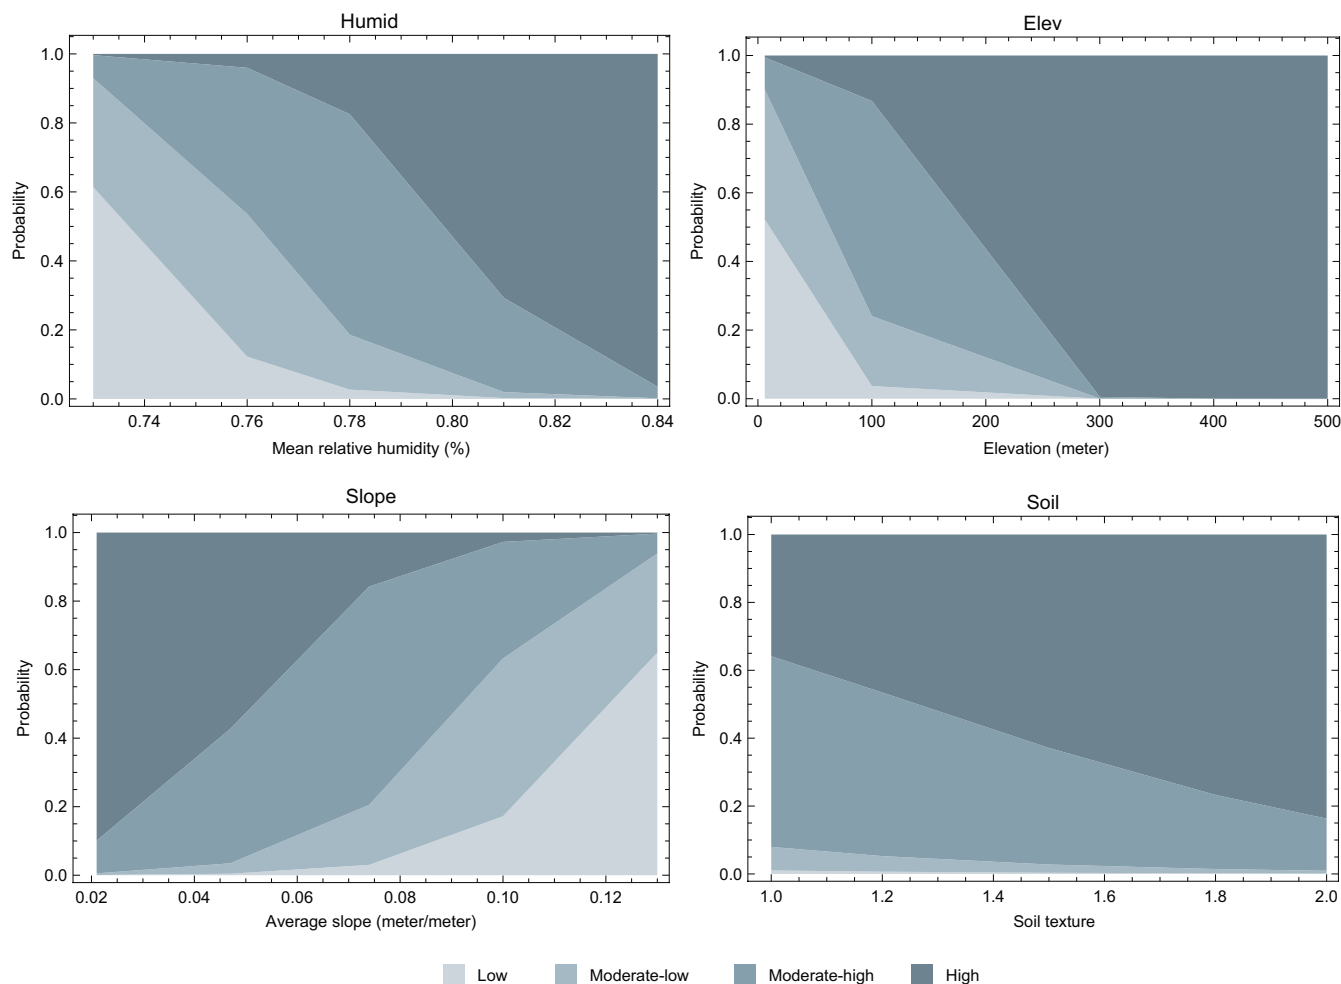 Humid
1.0
0.8
0.6
0.4
0.2
0.0
Probability
0.74 0.76 0.78 0.80 0.82 0.84
Mean relative humidity (%)
Elev
1.0
0.8
0.6
0.4
0.2
0.0
Probability
0 100 200 300 400 500
Elevation (meter)
Slope
1.0
0.8
0.6
0.4
0.2
0.0
Probability
0.02 0.04 0.06 0.08 0.10 0.12
Average slope (meter/meter)
Soil
1.0
0.8
0.6
0.4
0.2
0.0
Probability
1.0 1.2 1.4 1.6 1.8 2.0
Soil texture
Low Moderate-low Moderate-high High